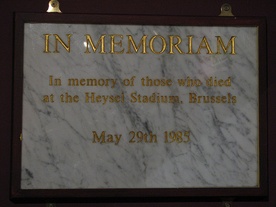 IN MEMORIAM
In memory of those who died
at the Heysel Stadium, Brussels
May 29th 1985